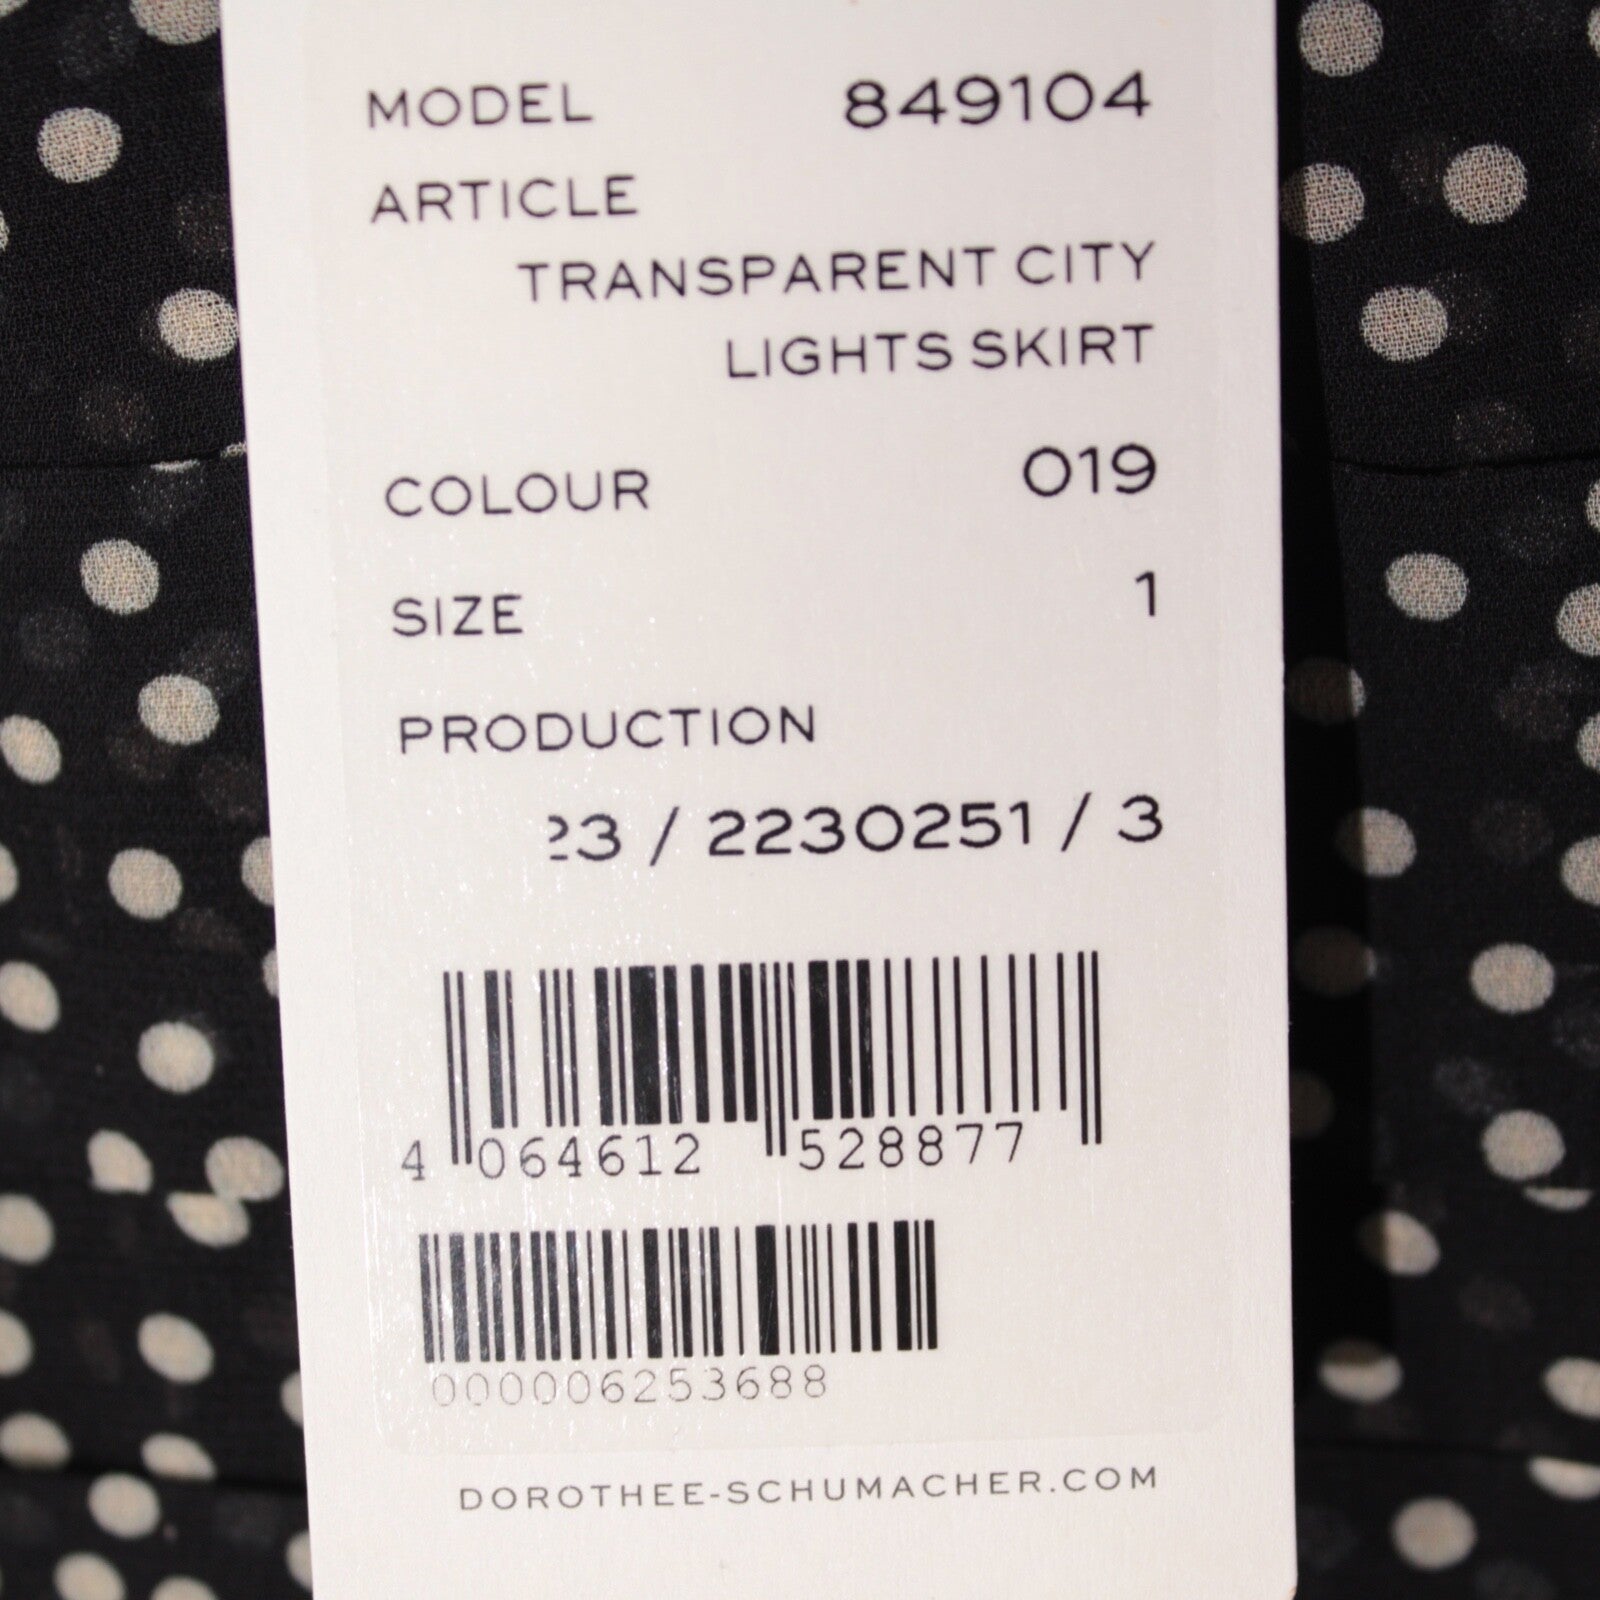 MODEL 849104
ARTICLE
TRANSPARENT CITY
LIGHTS SKIRT
COLOUR 019
SIZE 1
PRODUCTION
23 / 2230251 / 3
4 064612 528877
000006253688
DOROTHEE-SCHUMACHER.COM